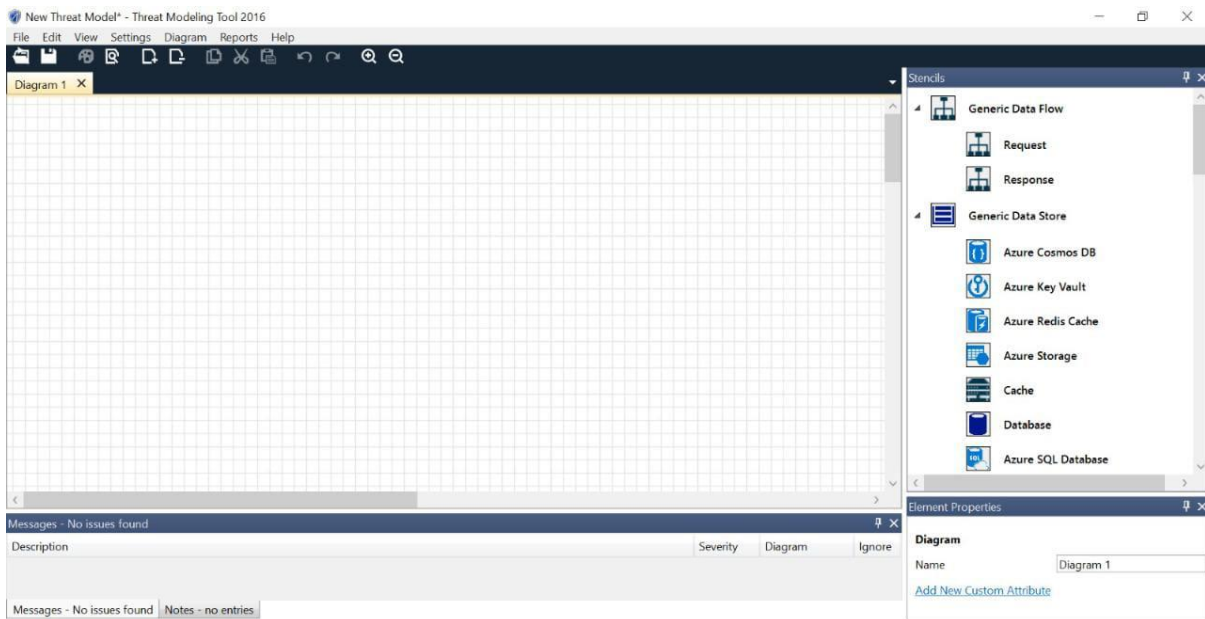 New Threat Model* - Threat Modeling Tool 2016
File Edit View Settings Diagram Reports Help
Diagram 1
Stencils
Generic Data Flow
Request
Response
Generic Data Store
Azure Cosmos DB
Azure Key Vault
Azure Redis Cache
Azure Storage
Cache
Database
SQL
Azure SQL Database
Messages - No issues found
Description Severity Diagram Ignore
Messages - No issues found Notes - no entries
Element Properties
Diagram
Name Diagram 1
Add New Custom Attribute